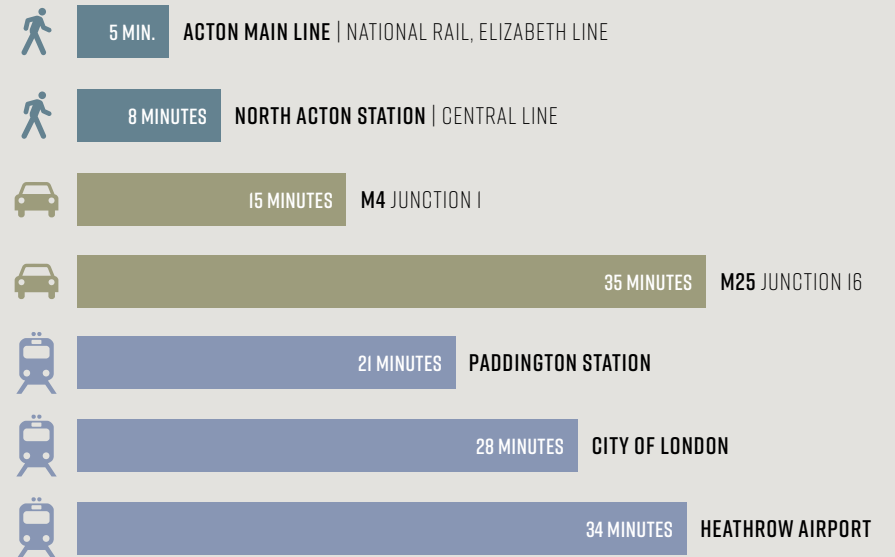 5 MIN. ACTON MAIN LINE | NATIONAL RAIL, ELIZABETH LINE
8 MINUTES NORTH ACTON STATION | CENTRAL LINE
15 MINUTES M4 JUNCTION 1
35 MINUTES M25 JUNCTION 16
21 MINUTES PADDINGTON STATION
28 MINUTES CITY OF LONDON
34 MINUTES HEATHROW AIRPORT